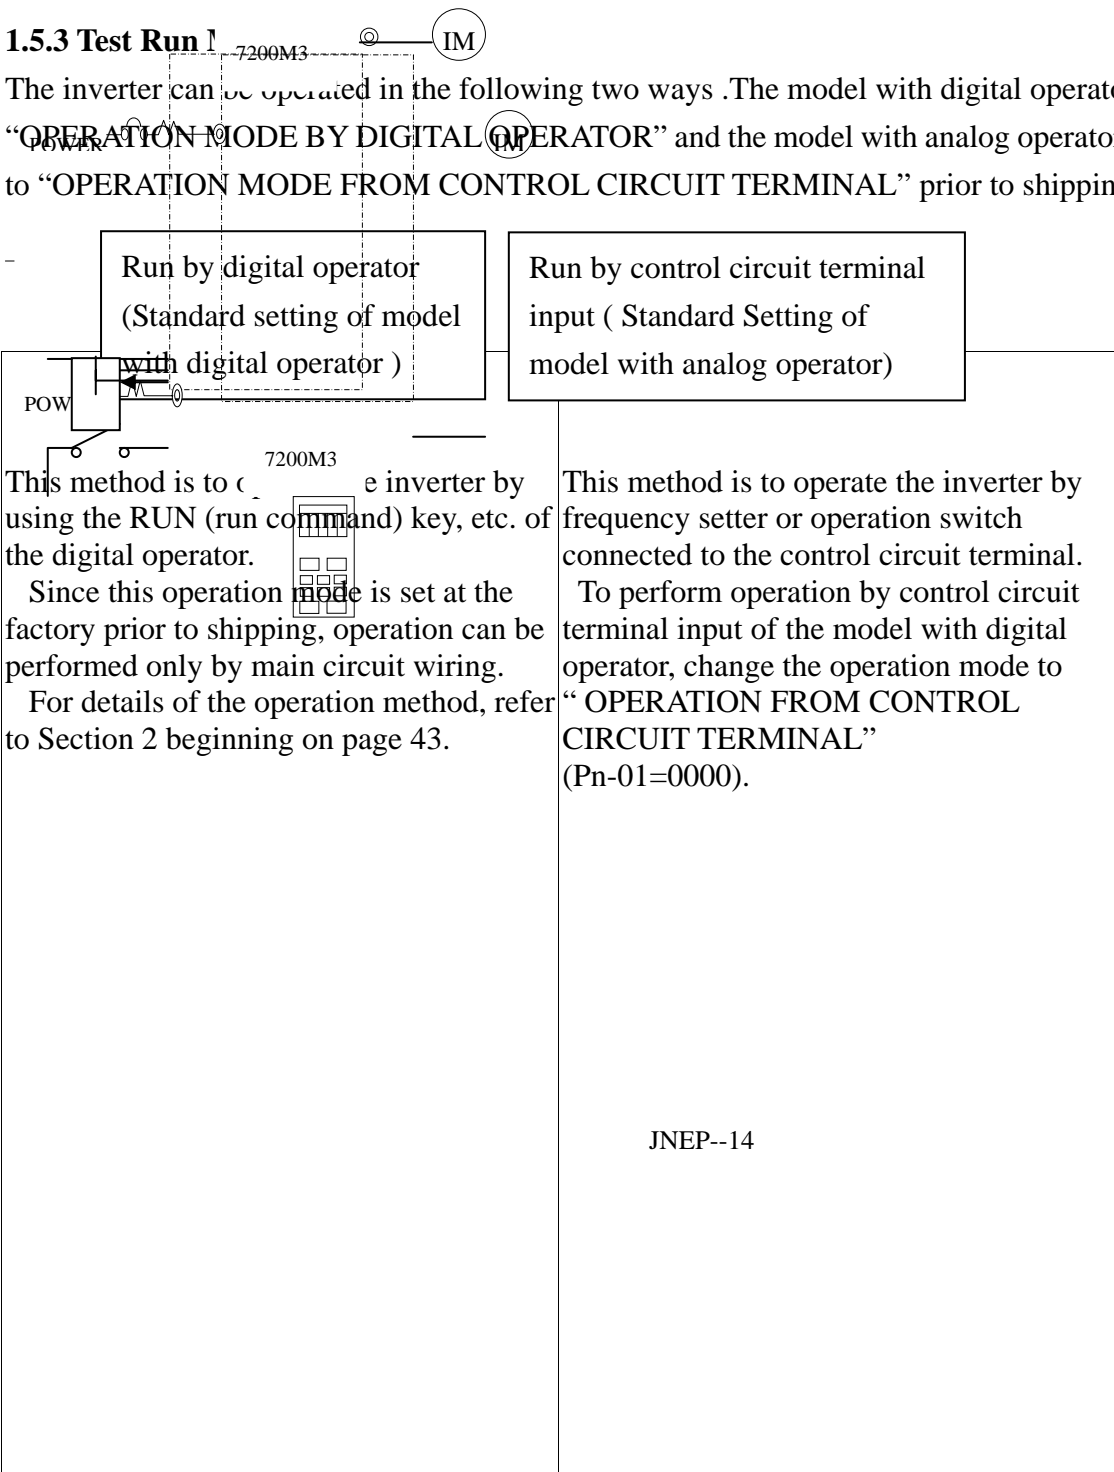 1.5.3 Test Run
7200M3
IM
The inverter can be operated in the following two ways .The model with digital
“OPERATION MODE BY DIGITAL OPERATOR” and the model with analog
POWER
IM
to “OPERATION MODE FROM CONTROL CIRCUIT TERMINAL” prior to
Run by digital operator
(Standard setting of model
with digital operator )
Run by control circuit terminal
input ( Standard Setting of
model with analog operator)
POW
7200M3
This method is to e inverter by
using the RUN (run command) key, etc. of
the digital operator.
Since this operation mode is set at the
factory prior to shipping, operation can be
performed only by main circuit wiring.
For details of the operation method, refer
to Section 2 beginning on page 43.
This method is to operate the inverter by
frequency setter or operation switch
connected to the control circuit terminal.
To perform operation by control circuit
terminal input of the model with digital
operator, change the operation mode to
“ OPERATION FROM CONTROL
CIRCUIT TERMINAL”
(Pn-01=0000).
JNEP--14